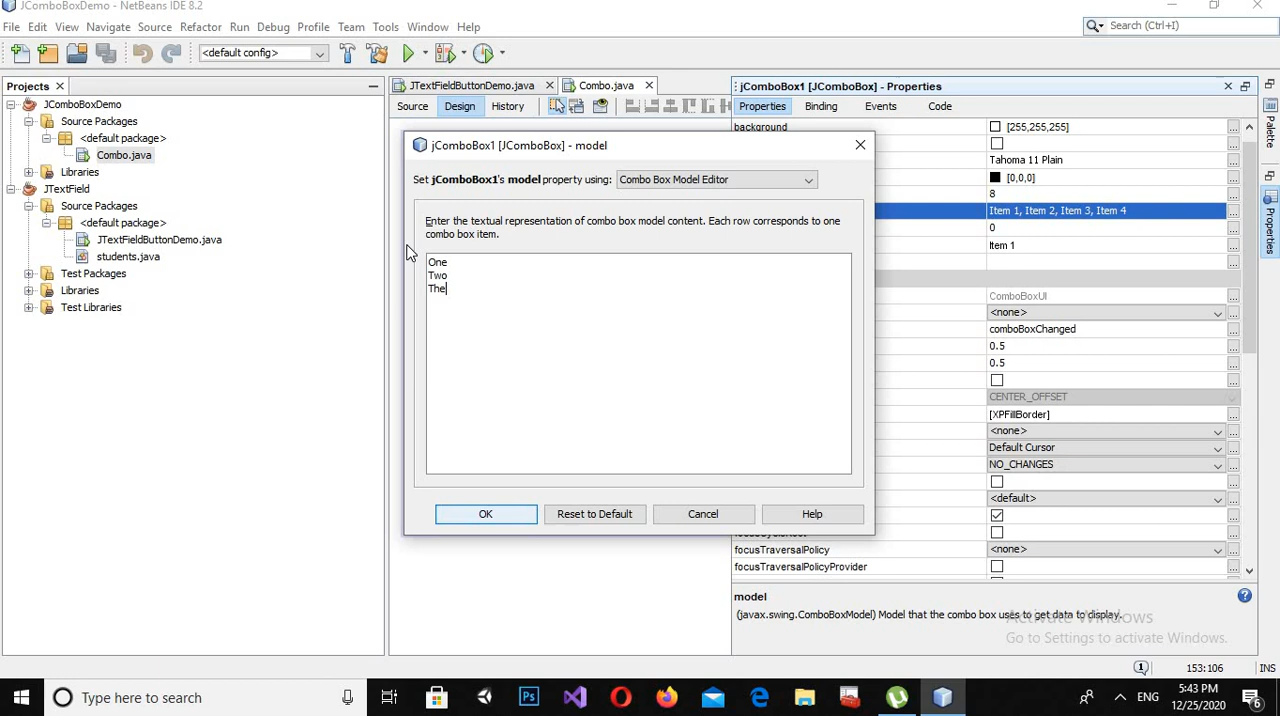 JComboBoxDemo - NetBeans IDE 8.2
File Edit View Navigate Source Refactor Run Debug Profile Team Tools Window Help
Search (Ctrl+I)
<default config>
Projects
JComboBoxDemo
Source Packages
<default package>
Combo.java
Libraries
JTextField
Source Packages
<default package>
JTextFieldButtonDemo.java
students.java
Test Packages
Libraries
Test Libraries
JTextFieldButtonDemo.java Combo.java
Source Design History
jComboBox1 [JComboBox] - model
Set jComboBox1's model property using: Combo Box Model Editor
Enter the textual representation of combo box model content. Each row corresponds to one
combo box item.
One
Two
The
OK Reset to Default Cancel Help
jComboBox1 [JComboBox] - Properties
Properties Binding Events Code
background [255,255,255]
Tahoma 11 Plain
[0,0,0]
8
Item 1, Item 2, Item 3, Item 4
0
Item 1
ComboBoxUI
<none>
comboBoxChanged
0.5
0.5
CENTER_OFFSET
[XPFillBorder]
<none>
Default Cursor
NO_CHANGES
<default>
focusTraversalPolicy <none>
focusTraversalPolicyProvider
model
(javax.swing.ComboBoxModel) Model that the combo box uses to get data to display.
Palette
Properties
Activate Windows
Go to Settings to activate Windows.
1
153:106 INS
Type here to search
Ps
ENG
5:43 PM
12/25/2020
6